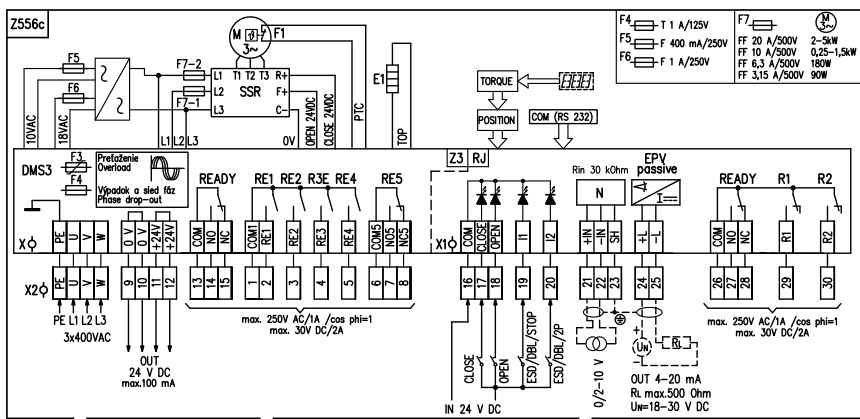 Z556c
F5
F6
10VAC
18VAC
F7-2
F7-1
L1 L2 L3
M
3~
F1
T1 T2 T3
L1
L2
L3
SSR
R+
F+
C-
0V
OPEN 24VDC
CLOSE 24VDC
PTC
E1
TOP
TORQUE
POSITION
COM (RS 232)
F4 T 1 A/125V
F5 F 400 mA/250V
F6 F 1 A/250V
F7
M
3~
FF 20 A/500V 2-5kW
FF 10 A/500V 0,25-1,5kW
FF 6,3 A/500V 180W
FF 3,15 A/500V 90W
DMS3
F3
F4
Preťaženie
Overload
Výpadok a sled fáz
Phase drop-out
READY
RE1 RE2 R3E RE4
RE5
Z3 RJ
Rin 30 kOhm
N
EPV
passive
I
READY
R1
R2
X
PE U V W
0 V
0 V
+24V
+24V
COM NO NC
COM1 RE1
RE2
RE3
RE4
COM5 NO5 NC5
X1
COM CLOSE OPEN
I1
I2
+IN -IN SH
+L -L
COM NO NC
R1
R2
X2
PE U V W
9 10 11 12
13 14 15
1 2 3 4 5
6 7 8
16 17 18
19
20
21 22 23
24 25
26 27 28
29
30
PE L1 L2 L3
3x400VAC
OUT
24 V DC
max.100 mA
max. 250V AC/1A /cos phi=1
max. 30V DC/2A
CLOSE
OPEN
ESD/DBL/STOP
ESD/DBL/2P
IN 24 V DC
0/2-10 V
+
UN
-
RL
OUT 4-20 mA
RL max.500 Ohm
UN=18-30 V DC
max. 250V AC/1A /cos phi=1
max. 30V DC/2A